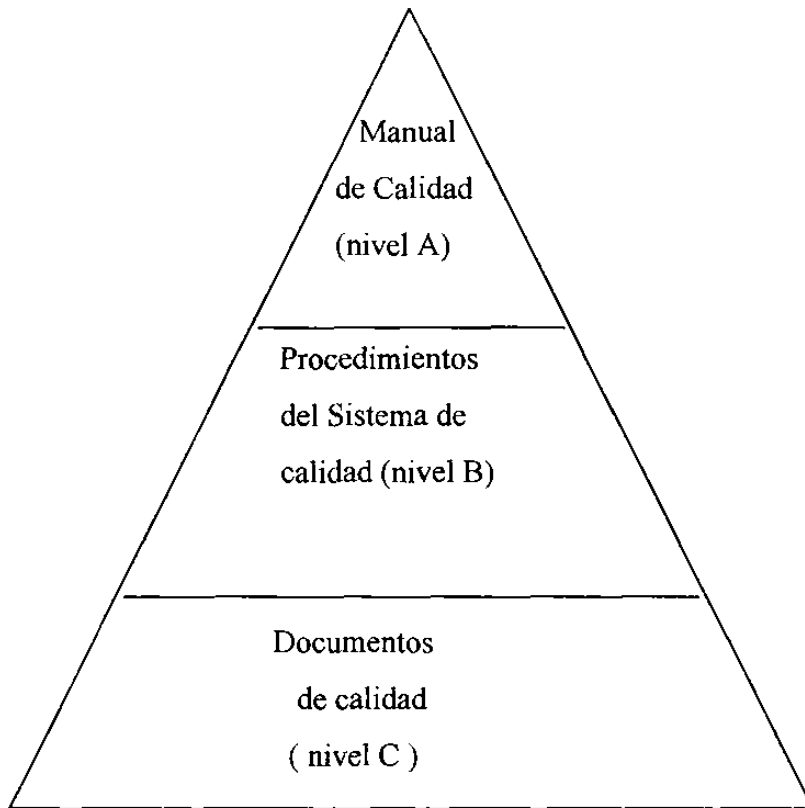 Manual
de Calidad
(nivel A)
Procedimientos
del Sistema de
calidad (nivel B)
Documentos
de calidad
( nivel C )